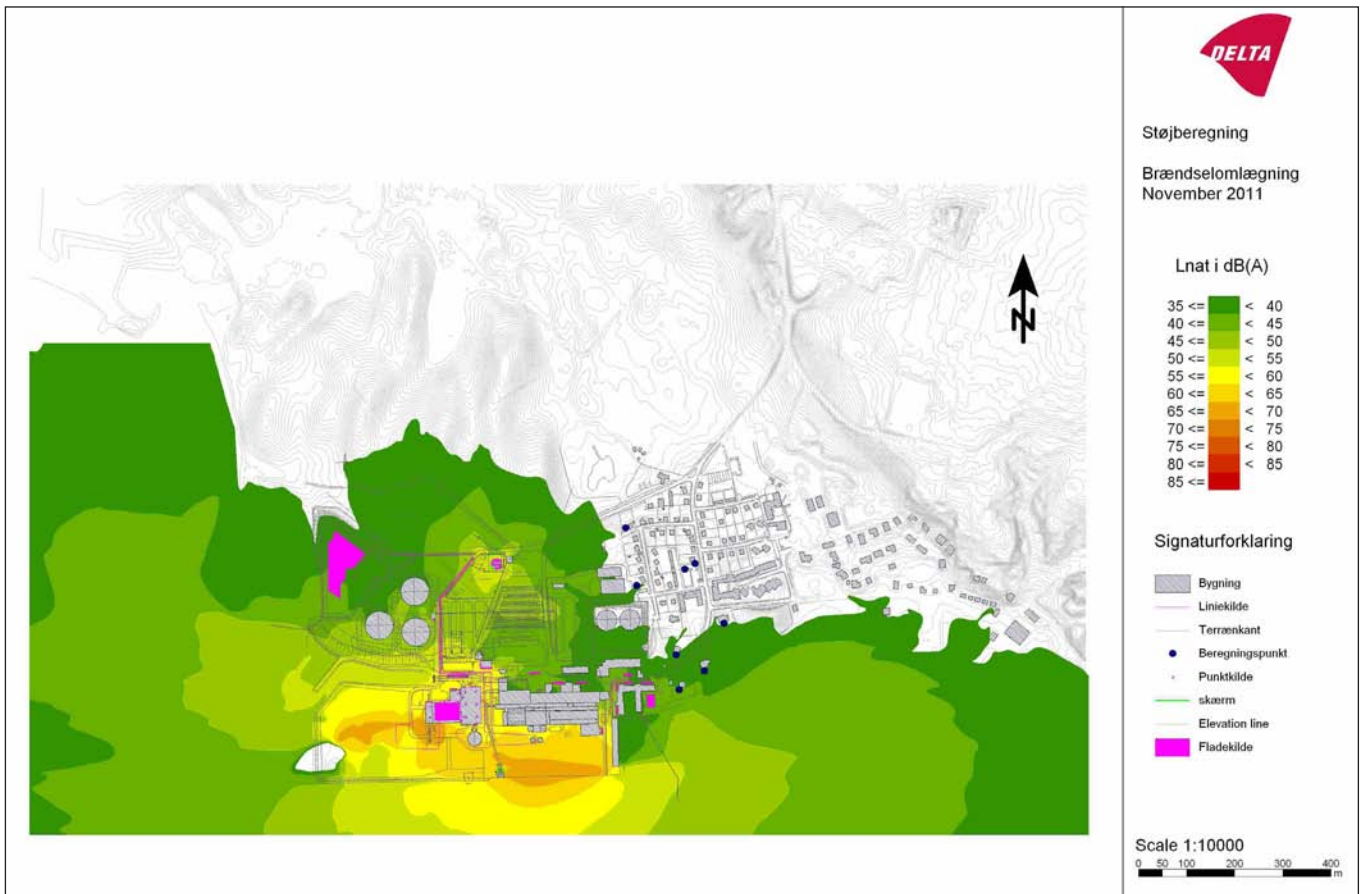 DELTA
Støjberegning
Brændselomlægning
November 2011
N
Lnat i dB(A)
35 <= < 40
40 <= < 45
45 <= < 50
50 <= < 55
55 <= < 60
60 <= < 65
65 <= < 70
70 <= < 75
75 <= < 80
80 <= < 85
85 <=
Signaturforklaring
Bygning
Liniekilde
Terrænkant
Beregningspunkt
Punktkilde
skærm
Elevation line
Fladekilde
Scale 1:10000
0 50 100 200 300 400
m